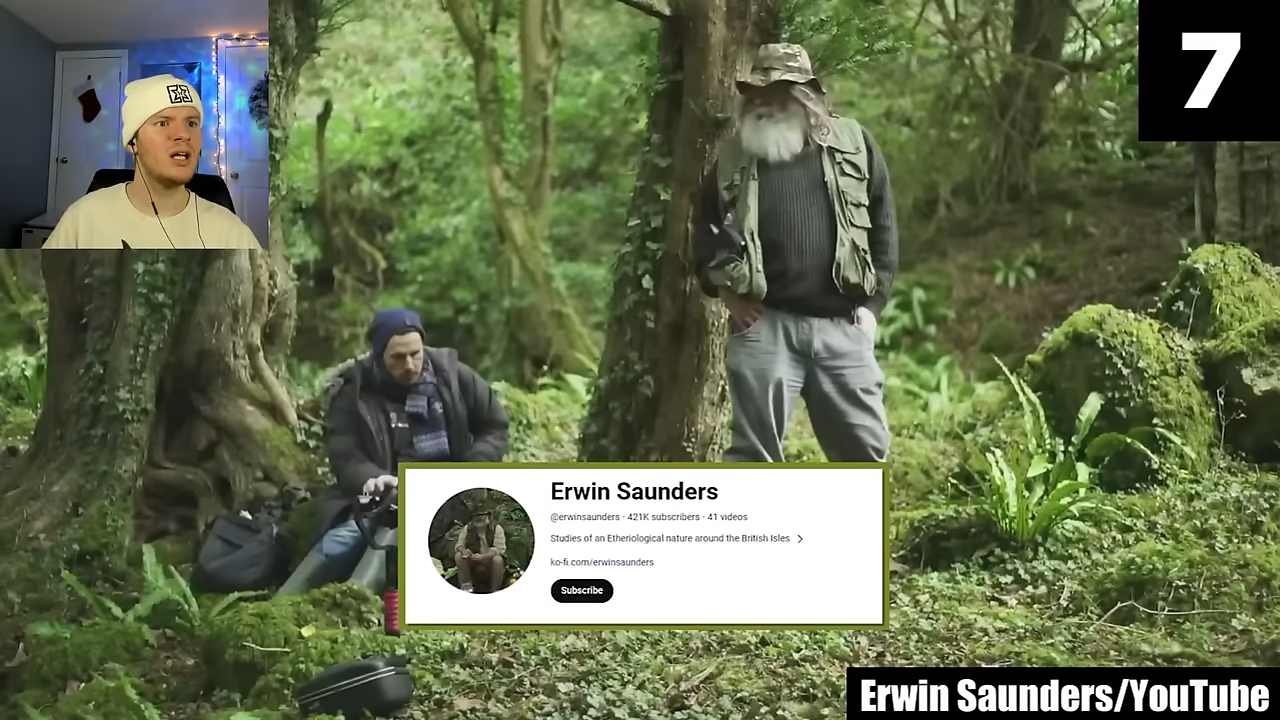 7
Erwin Saunders
@erwinsaunders · 421K subscribers · 41 videos
Studies of an Etheriological nature around the British Isles
ko-fi.com/erwinsaunders
Subscribe
Erwin Saunders/YouTube